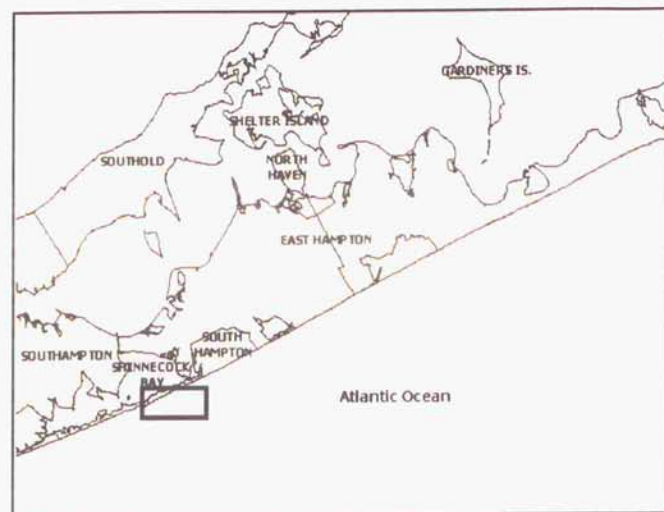 GARDINERS IS.
SHELTER ISLAND
SOUTHOLD
NORTH
HAVEN
EAST HAMPTON
SOUTHAMPTON
SOUTH
HAMPTON
SHINNECOCK
BAY
Atlantic Ocean